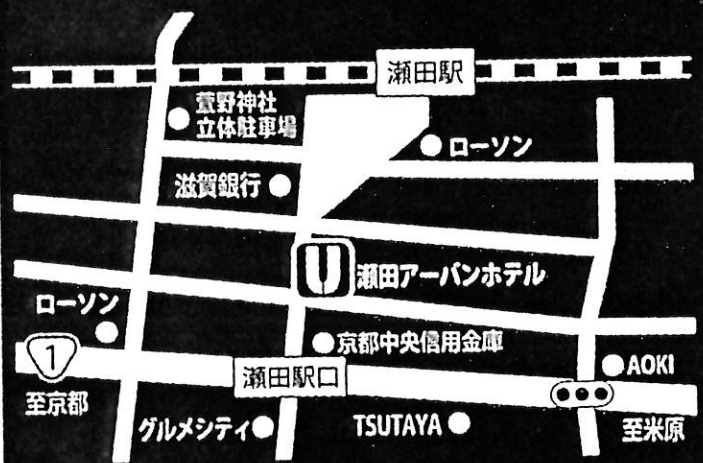 瀬田駅
萱野神社
立体駐車場
ローソン
滋賀銀行
U
瀬田アーバンホテル
ローソン
1
京都中央信用金庫
瀬田駅口
AOKI
至京都
グルメシティ
TSUTAYA
至米原